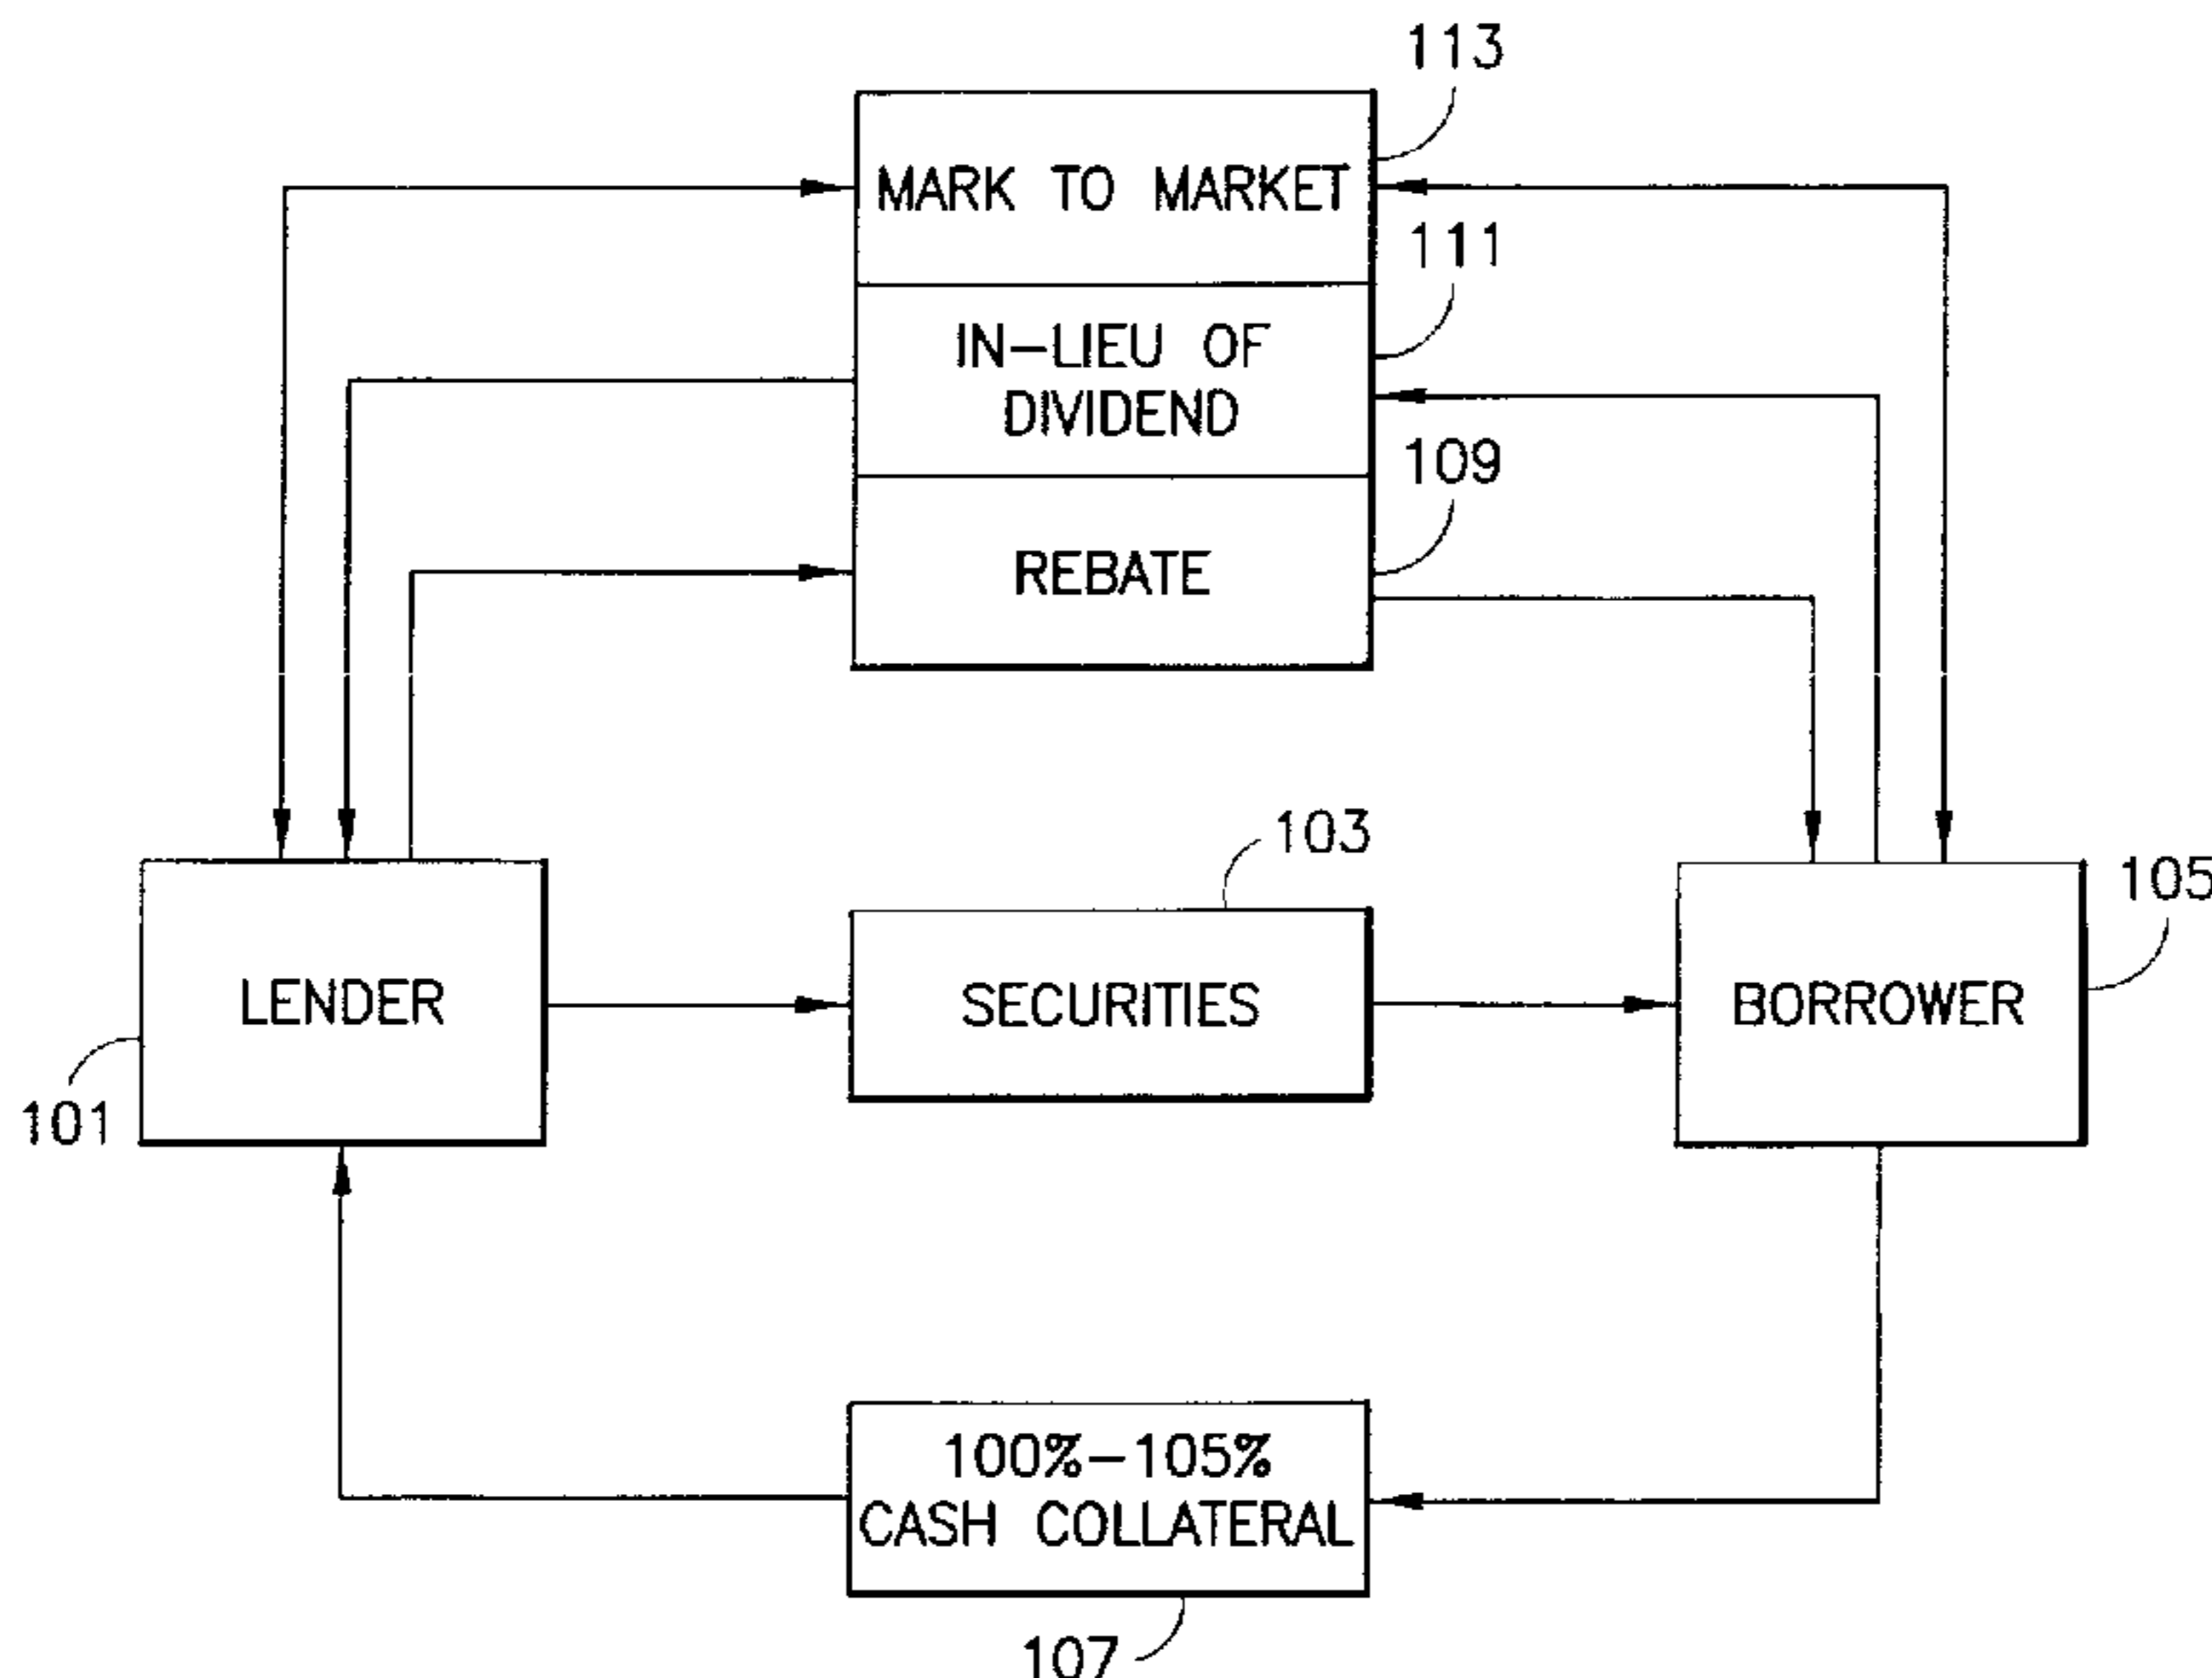 113
MARK TO MARKET
111
IN-LIEU OF
DIVIDEND
109
REBATE
103
105
LENDER
SECURITIES
BORROWER
101
100%-105%
CASH COLLATERAL
107